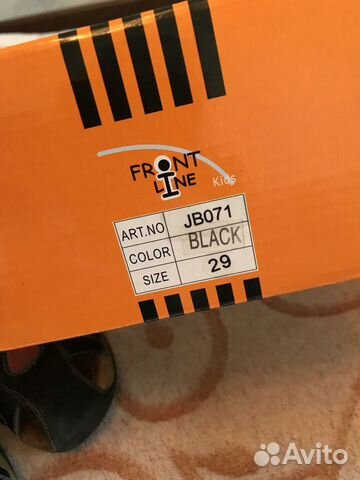 FRONT
LINE Kids
ART.NO JB071
COLOR BLACK
SIZE 29
Avito